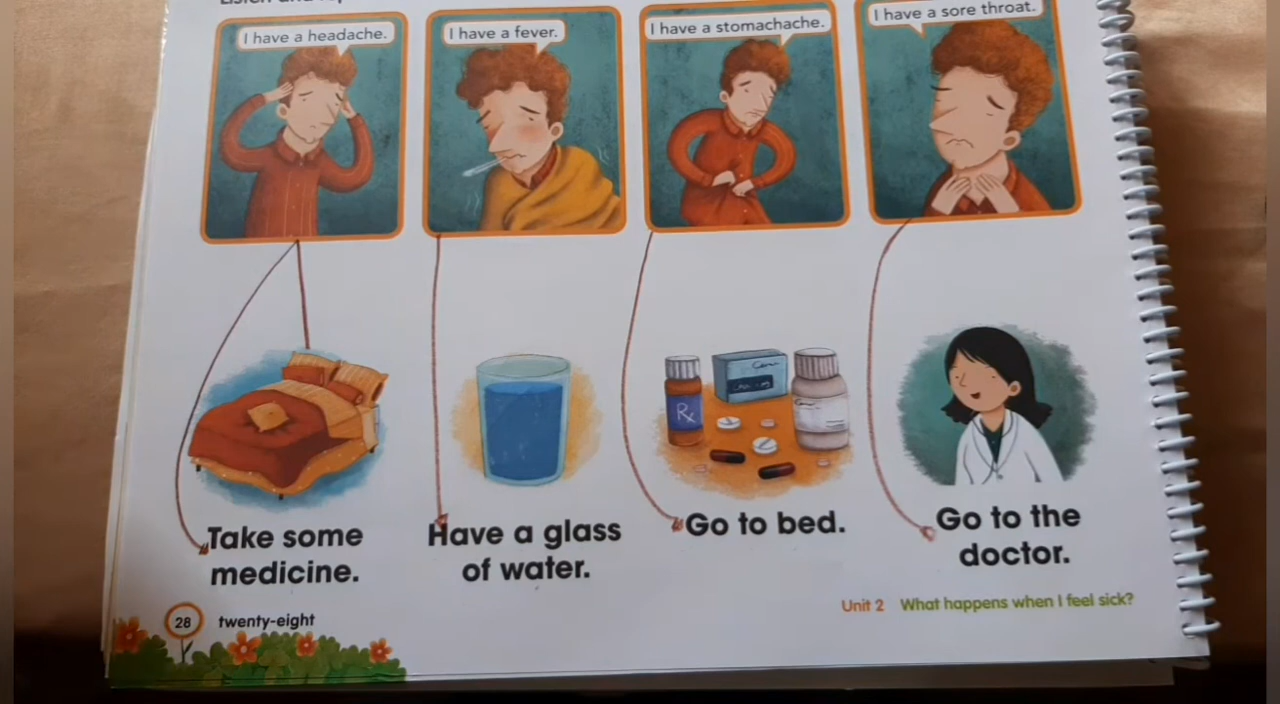 I have a headache.
I have a fever.
I have a stomachache.
I have a sore throat.
Rx
Take some
medicine.
Have a glass
of water.
Go to bed.
Go to the
doctor.
28
twenty-eight
Unit 2 What happens when I feel sick?